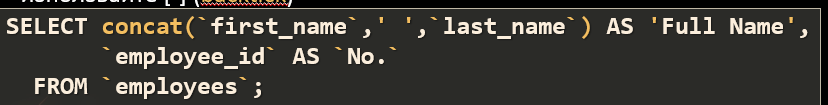 SELECT concat(`first_name`,' ',`last_name`) AS 'Full Name',
`employee_id` AS `No.`
FROM `employees`;